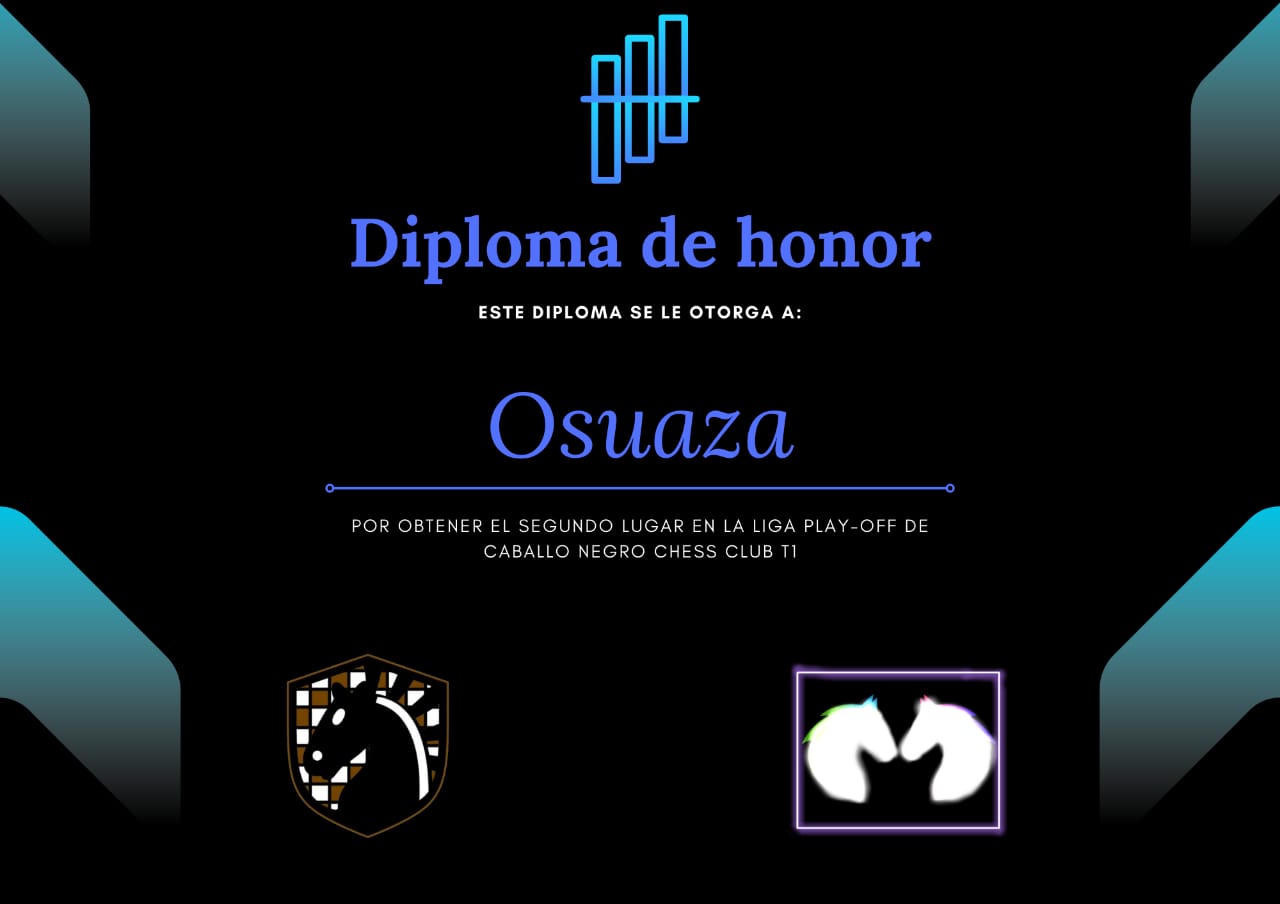 Diploma de honor
ESTE DIPLOMA SE LE OTORGA A:
Osuaza
POR OBTENER EL SEGUNDO LUGAR EN LA LIGA PLAY-OFF DE
CABALLO NEGRO CHESS CLUB T1